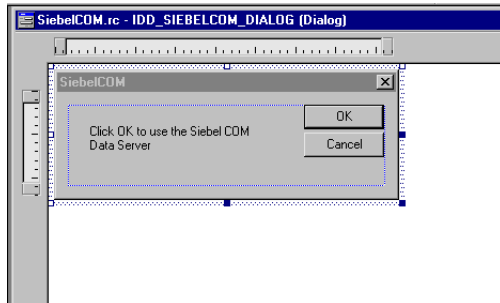 SiebelCOM.rc - IDD_SIEBELCOM_DIALOG (Dialog)
SiebelCOM
Click OK to use the Siebel COM
Data Server
OK
Cancel